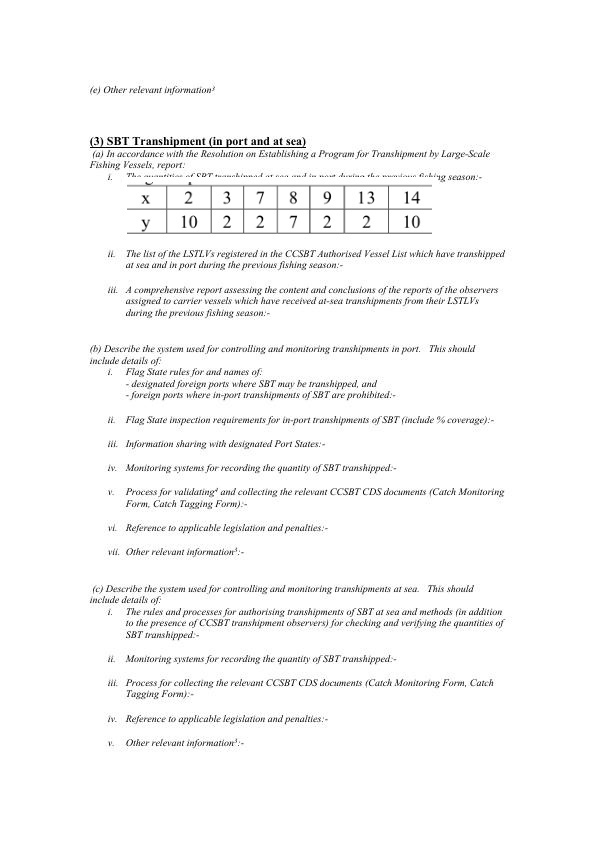 (e) Other relevant information³
(3) SBT Transhipment (in port and at sea)
(a) In accordance with the Resolution on Establishing a Program for Transhipment by Large-Scale
Fishing Vessels, report:
i. The quantities of SBT transhipped at sea and in port during the previous fishing season:-
x 2 3 7 8 9 13 14
y 10 2 2 7 2 2 10
ii. The list of the LSTLVs registered in the CCSBT Authorised Vessel List which have transhipped
at sea and in port during the previous fishing season:-
iii. A comprehensive report assessing the content and conclusions of the reports of the observers
assigned to carrier vessels which have received at-sea transhipments from their LSTLVs
during the previous fishing season:-
(b) Describe the system used for controlling and monitoring transhipments in port. This should
include details of:
i. Flag State rules for and names of:
- designated foreign ports where SBT may be transhipped, and
- foreign ports where in-port transhipments of SBT are prohibited:-
ii. Flag State inspection requirements for in-port transhipments of SBT (include % coverage):-
iii. Information sharing with designated Port States:-
iv. Monitoring systems for recording the quantity of SBT transhipped:-
v. Process for validating⁴ and collecting the relevant CCSBT CDS documents (Catch Monitoring
Form, Catch Tagging Form):-
vi. Reference to applicable legislation and penalties:-
vii. Other relevant information³:-
(c) Describe the system used for controlling and monitoring transhipments at sea. This should
include details of:
i. The rules and processes for authorising transhipments of SBT at sea and methods (in addition
to the presence of CCSBT transhipment observers) for checking and verifying the quantities of
SBT transhipped:-
ii. Monitoring systems for recording the quantity of SBT transhipped:-
iii. Process for collecting the relevant CCSBT CDS documents (Catch Monitoring Form, Catch
Tagging Form):-
iv. Reference to applicable legislation and penalties:-
v. Other relevant information³:-